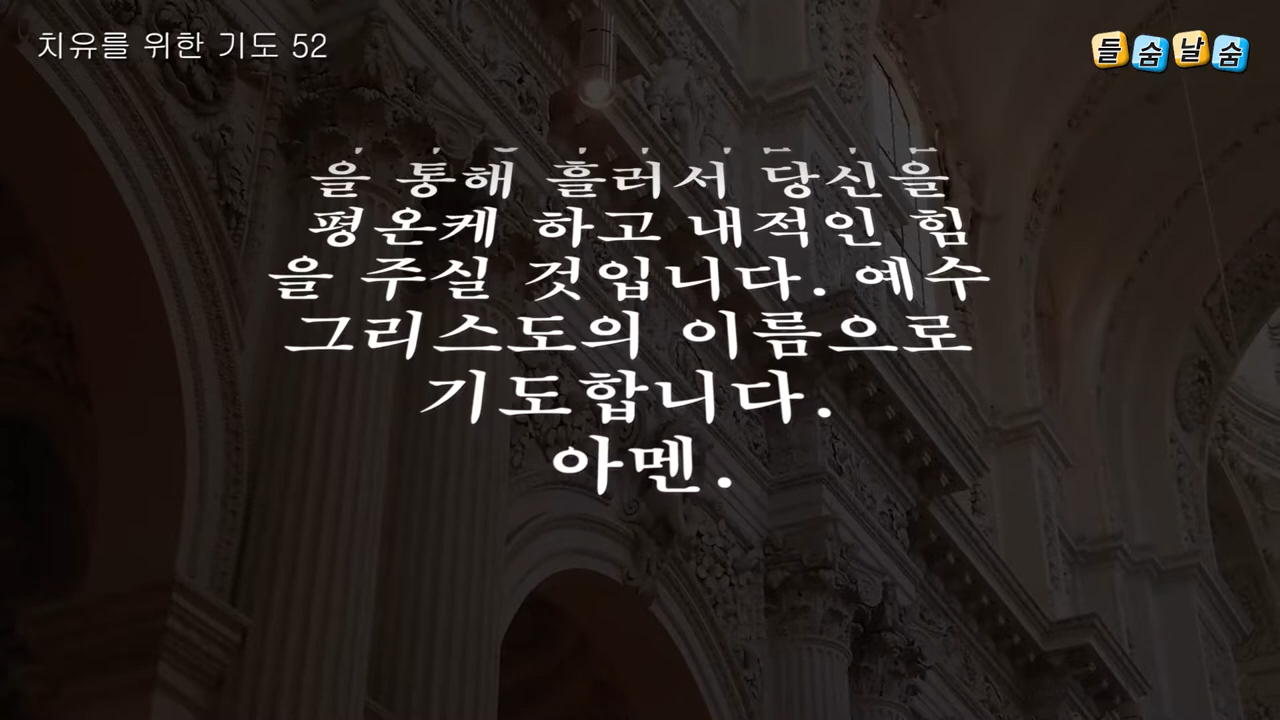 치유를 위한 기도 52
들숨날숨
을 통해 흘러서 당신을
평온케 하고 내적인 힘
을 주실 것입니다. 예수
그리스도의 이름으로
기도합니다.
아멘.